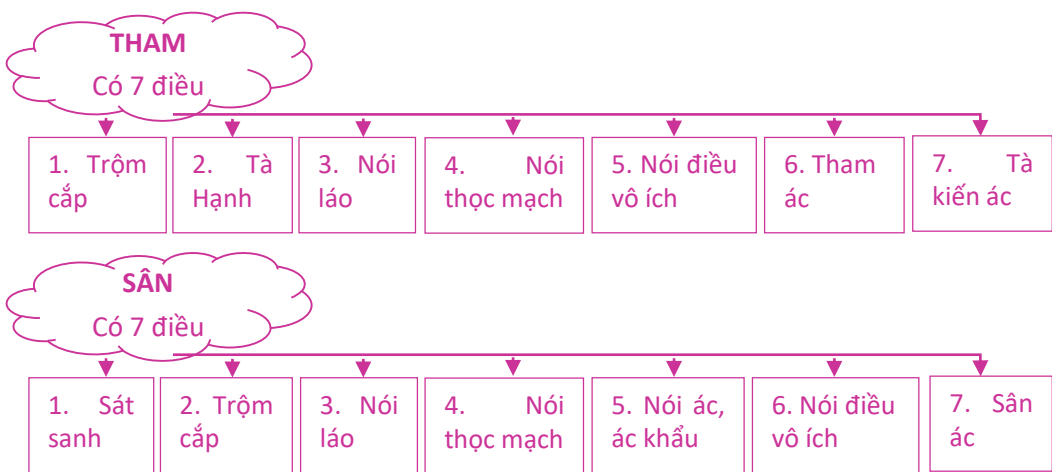 THAM
Có 7 điều
1. Trộm
cắp
2. Tà
Hạnh
3. Nói
láo
4. Nói
thọc mạch
5. Nói điều
vô ích
6. Tham
ác
7. Tà
kiến ác
SÂN
Có 7 điều
1. Sát
sanh
2. Trộm
cắp
3. Nói
láo
4. Nói
thọc mạch
5. Nói ác,
ác khẩu
6. Nói điều
vô ích
7. Sân
ác